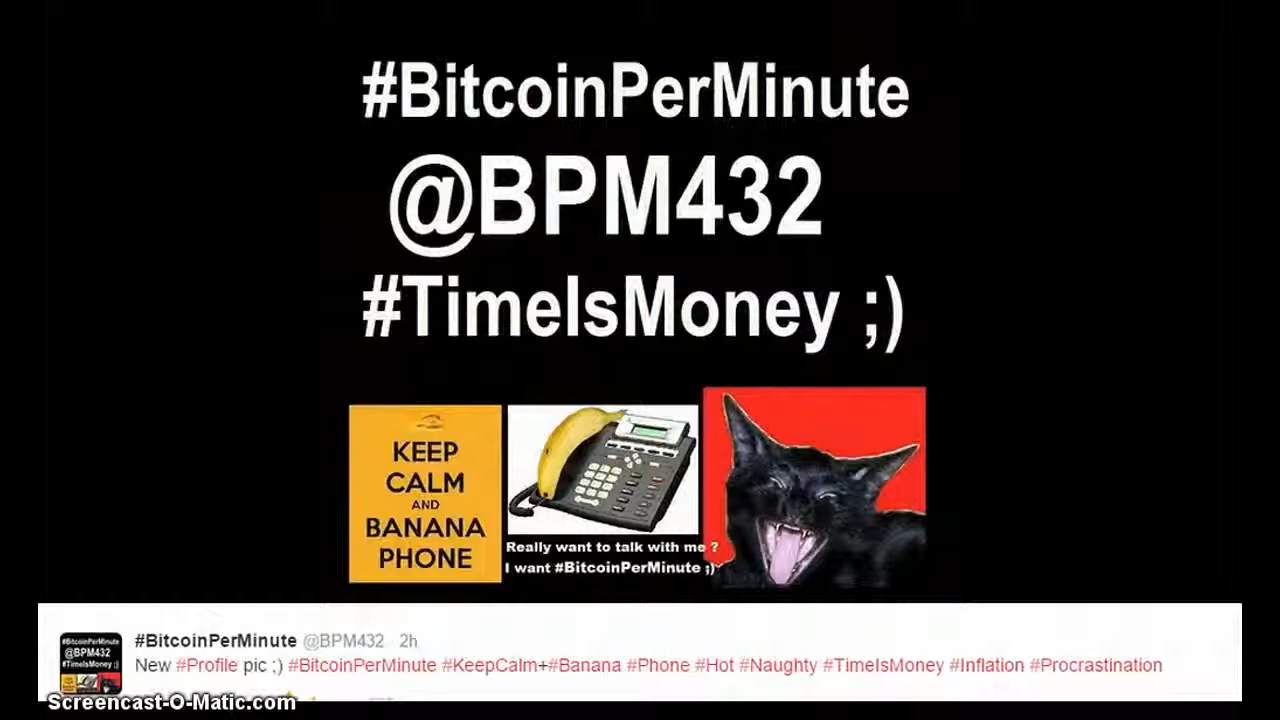 #BitcoinPerMinute
@BPM432
#TimeIsMoney ;)
KEEP
CALM
AND
BANANA
PHONE
Really want to talk with me ?
I want #BitcoinPerMinute ;)
#BitcoinPerMinute @BPM432 · 2h
New #Profile pic ;) #BitcoinPerMinute #KeepCalm+#Banana #Phone #Hot #Naughty #TimeIsMoney #Inflation #Procrastination
#BitcoinPerMinute
@BPM432
#TimeIsMoney ;)
Screencast-O-Matic.com